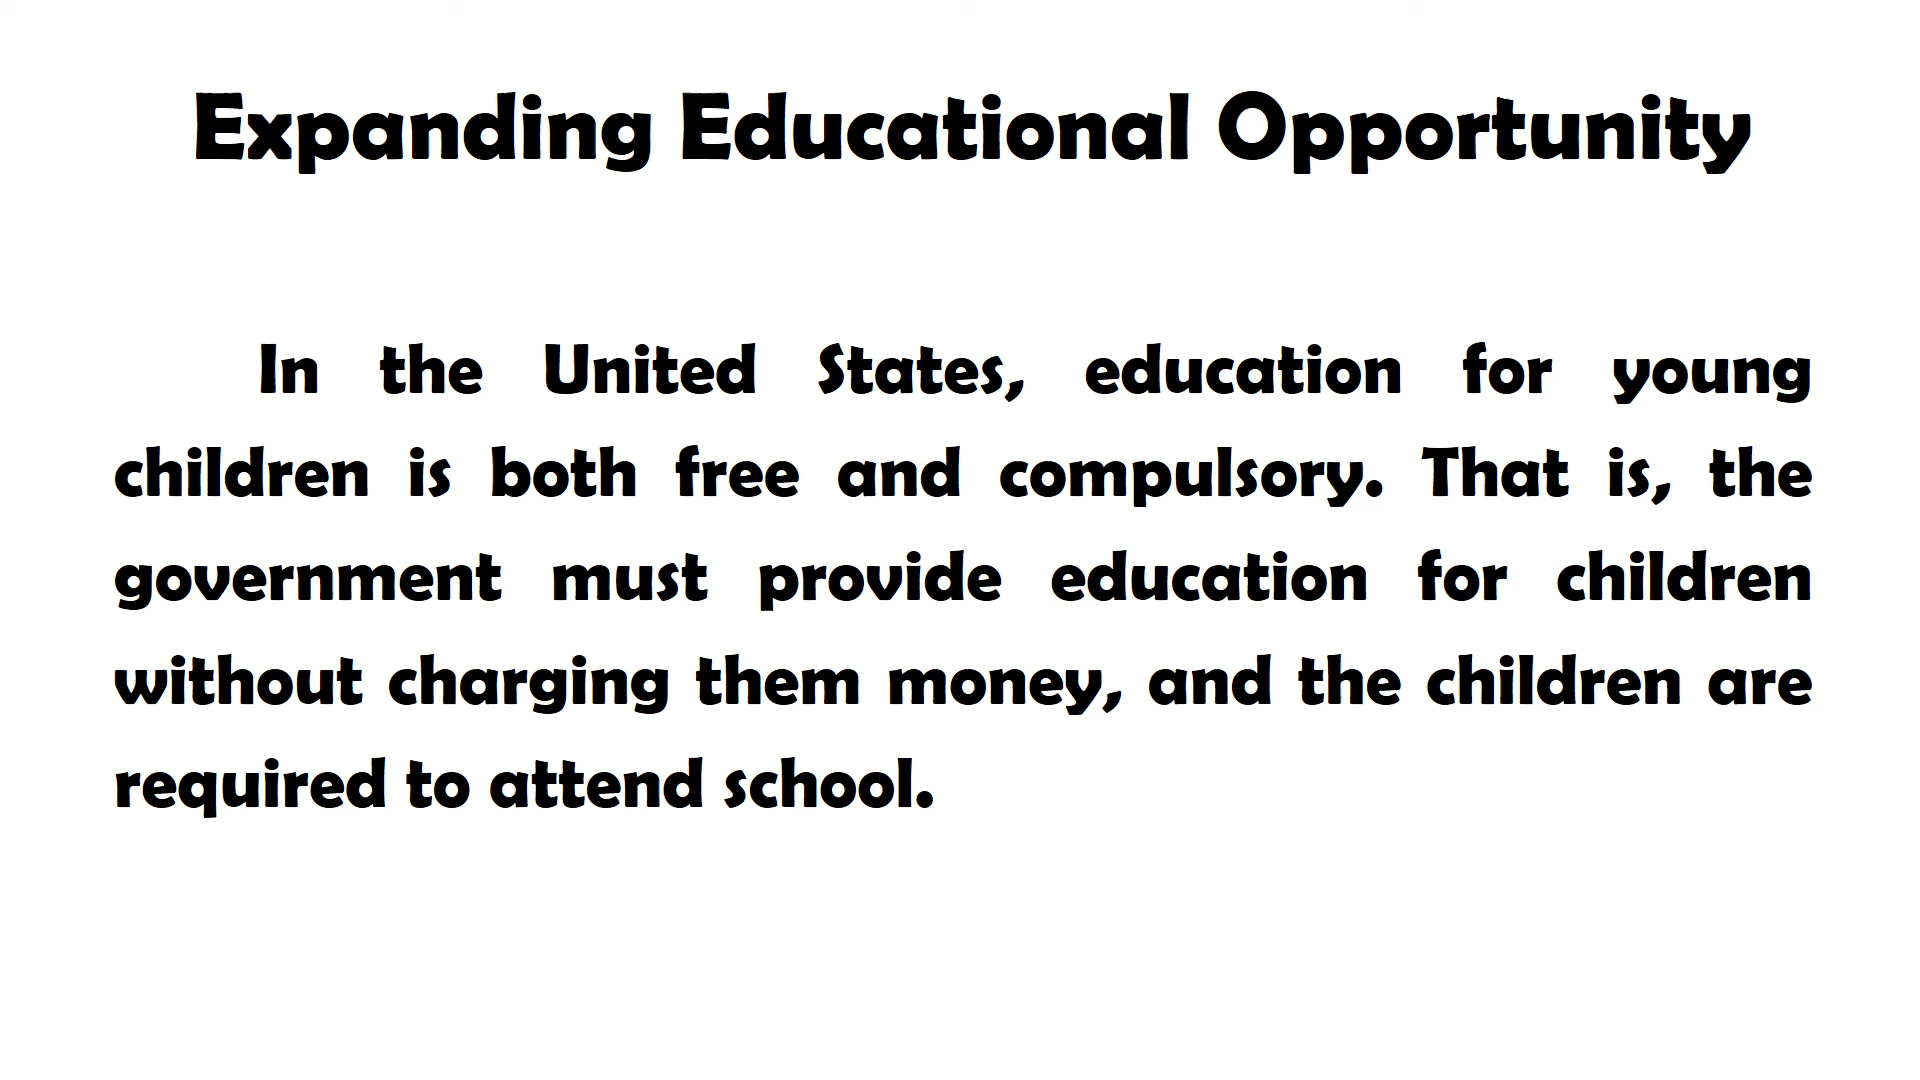 Expanding Educational Opportunity
In the United States, education for young
children is both free and compulsory. That is, the
government must provide education for children
without charging them money, and the children are
required to attend school.